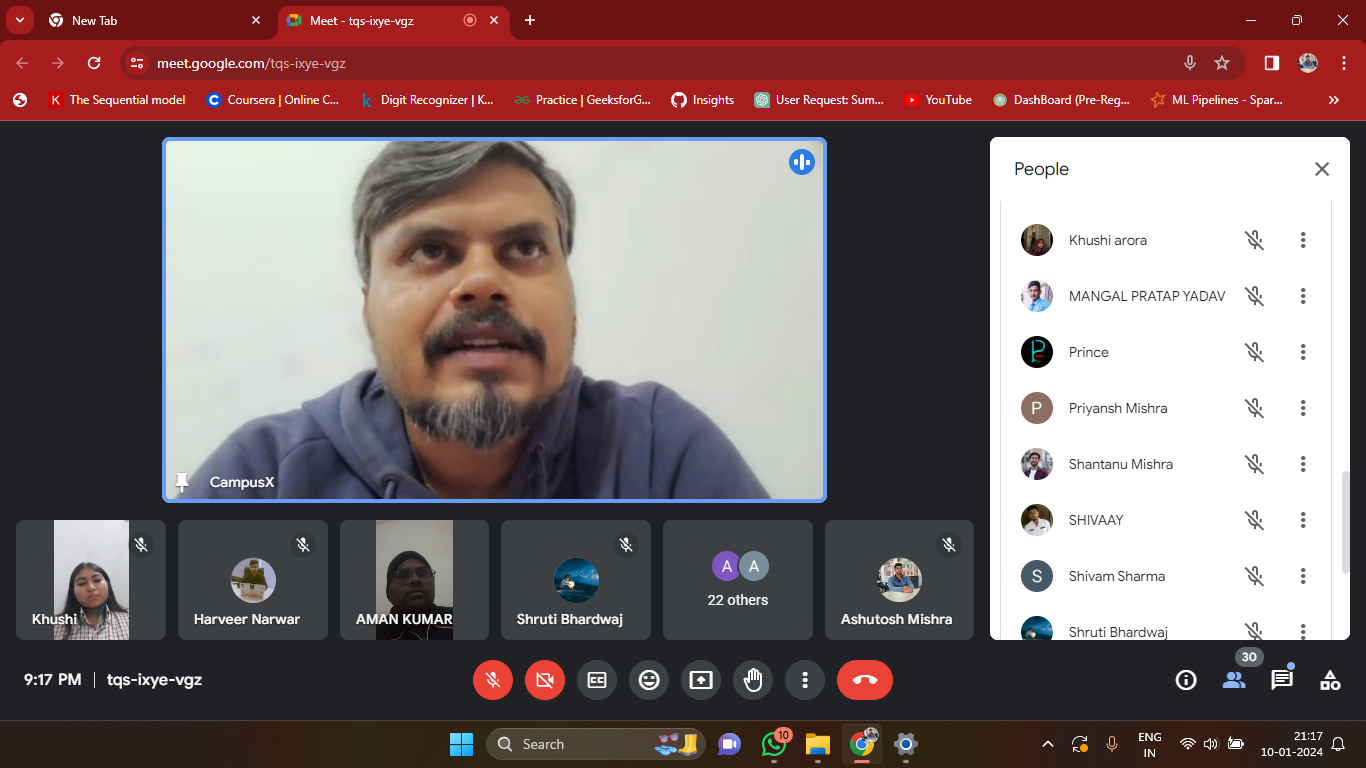 New Tab
Meet - tqs-ixye-vgz
meet.google.com/tqs-ixye-vgz
K The Sequential model
C Coursera | Online C...
k Digit Recognizer | K...
Practice | GeeksforG...
Insights
User Request: Sum...
YouTube
DashBoard (Pre-Reg...
ML Pipelines - Spar...
CampusX
People
Khushi arora
MANGAL PRATAP YADAV
Prince
P Priyansh Mishra
Shantanu Mishra
SHIVAAY
S Shivam Sharma
Shruti Bhardwaj
Khushi
Harveer Narwar
AMAN KUMAR
Shruti Bhardwaj
A A
22 others
Ashutosh Mishra
9:17 PM | tqs-ixye-vgz
30
Search
10
ENG
IN
21:17
10-01-2024